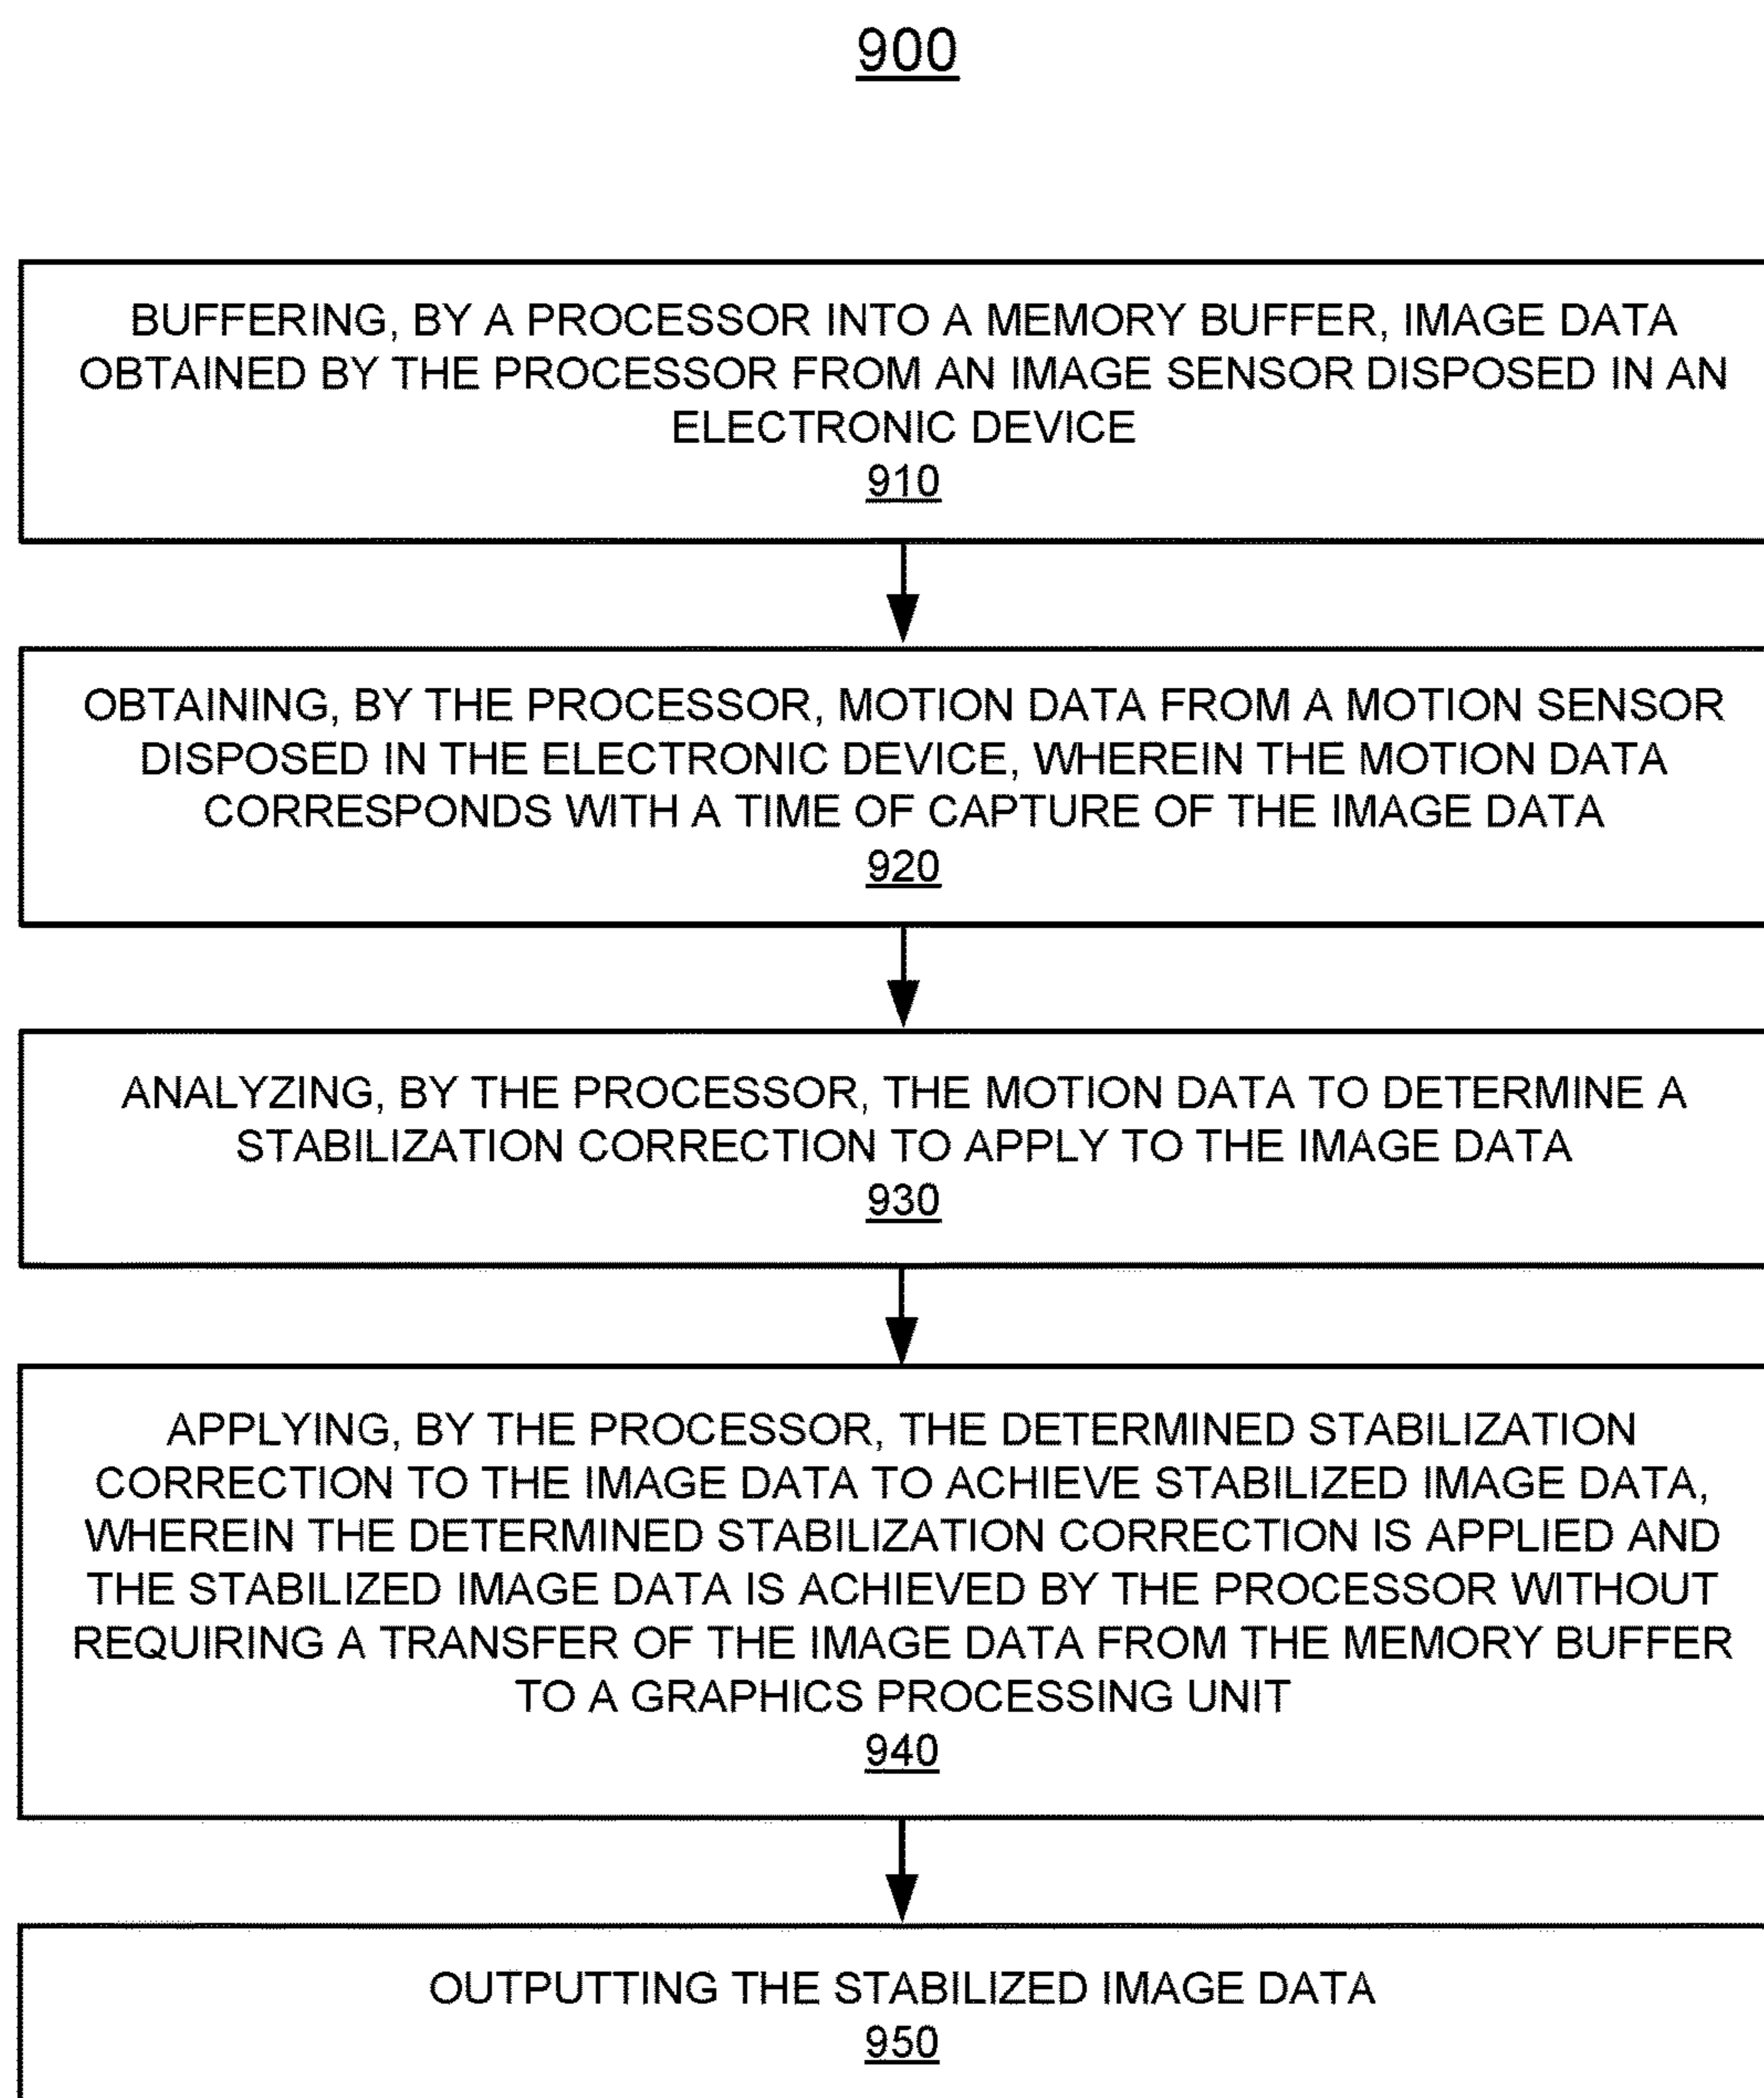 900
BUFFERING, BY A PROCESSOR INTO A MEMORY BUFFER, IMAGE DATA
OBTAINED BY THE PROCESSOR FROM AN IMAGE SENSOR DISPOSED IN AN
ELECTRONIC DEVICE
910
OBTAINING, BY THE PROCESSOR, MOTION DATA FROM A MOTION SENSOR
DISPOSED IN THE ELECTRONIC DEVICE, WHEREIN THE MOTION DATA
CORRESPONDS WITH A TIME OF CAPTURE OF THE IMAGE DATA
920
ANALYZING, BY THE PROCESSOR, THE MOTION DATA TO DETERMINE A
STABILIZATION CORRECTION TO APPLY TO THE IMAGE DATA
930
APPLYING, BY THE PROCESSOR, THE DETERMINED STABILIZATION
CORRECTION TO THE IMAGE DATA TO ACHIEVE STABILIZED IMAGE DATA,
WHEREIN THE DETERMINED STABILIZATION CORRECTION IS APPLIED AND
THE STABILIZED IMAGE DATA IS ACHIEVED BY THE PROCESSOR WITHOUT
REQUIRING A TRANSFER OF THE IMAGE DATA FROM THE MEMORY BUFFER
TO A GRAPHICS PROCESSING UNIT
940
OUTPUTTING THE STABILIZED IMAGE DATA
950